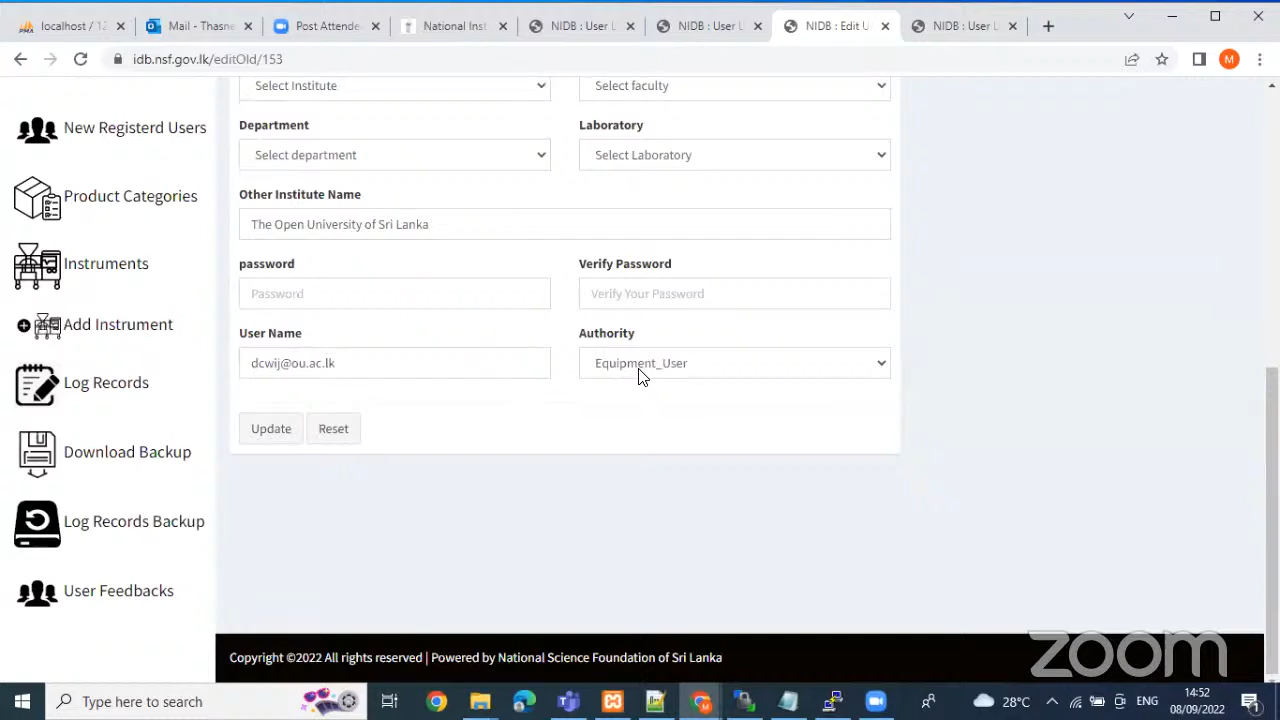 localhost / 12
Mail - Thasne
Post Attende
National Inst
NIDB : User L
NIDB : User L
NIDB : Edit U
NIDB : User L
idb.nsf.gov.lk/editOld/153
M
New Registerd Users
Product Categories
Instruments
Add Instrument
Log Records
Download Backup
Log Records Backup
User Feedbacks
Select Institute
Select faculty
Department
Laboratory
Select department
Select Laboratory
Other Institute Name
The Open University of Sri Lanka
password
Verify Password
Password
Verify Your Password
User Name
Authority
dcwij@ou.ac.lk
Equipment_User
Update
Reset
Copyright ©2022 All rights reserved | Powered by National Science Foundation of Sri Lanka
zoom
Type here to search
28°C
ENG
14:52
08/09/2022